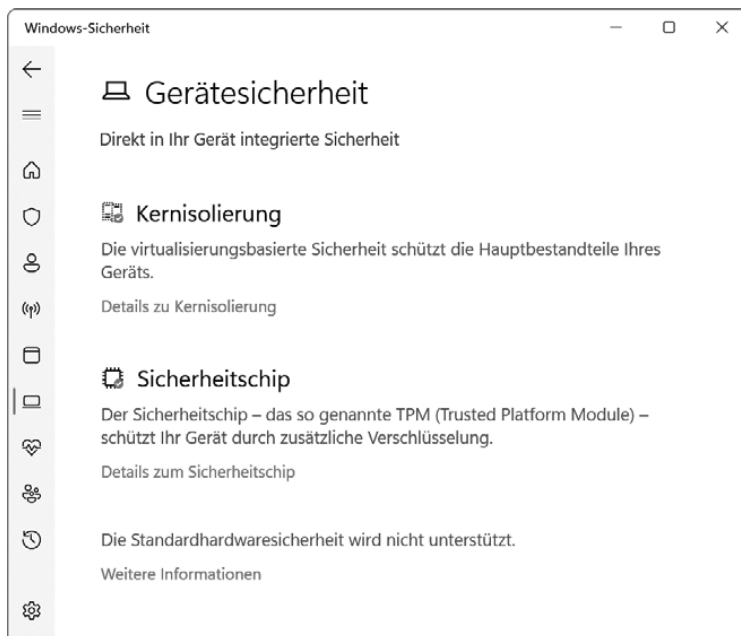 Windows-Sicherheit
Gerätesicherheit
Direkt in Ihr Gerät integrierte Sicherheit
Kernisolierung
Die virtualisierungsbasierte Sicherheit schützt die Hauptbestandteile Ihres
Geräts.
Details zu Kernisolierung
Sicherheitschip
Der Sicherheitschip – das so genannte TPM (Trusted Platform Module) –
schützt Ihr Gerät durch zusätzliche Verschlüsselung.
Details zum Sicherheitschip
Die Standardhardwaresicherheit wird nicht unterstützt.
Weitere Informationen